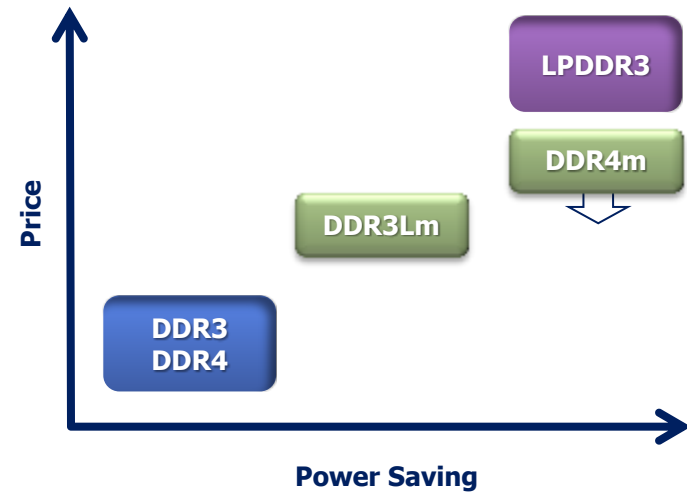 LPDDR3
DDR4m
DDR3Lm
DDR3
DDR4
Price
Power Saving